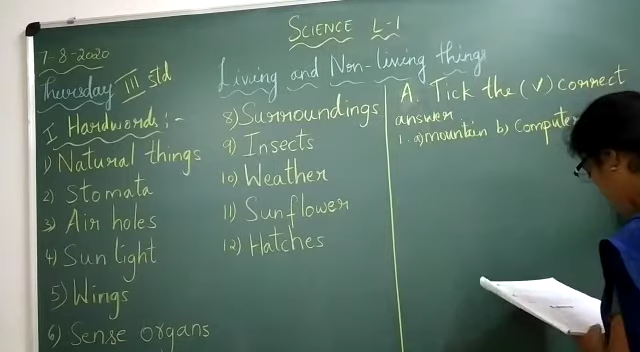 SCIENCE L-1
7-8-2020
Thursday III std
Living and Non-living things
I Hardwords:-
1) Natural things
2) Stomata
3) Air holes
4) Sun light
5) Wings
6) Sense organs
8) Surroundings
9) Insects
10) Weather
11) Sunflower
12) Hatches
A. Tick the (✓) correct
answer.
1. a) mountain b) Computer